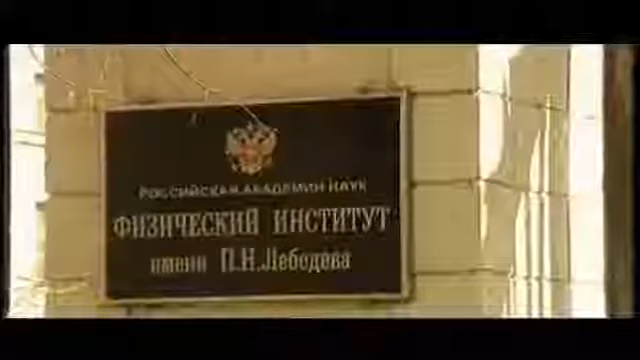 РОССИЙСКАЯ АКАДЕМИЯ НАУК
ФИЗИЧЕСКИЙ ИНСТИТУТ
имени П.Н.Лебедева